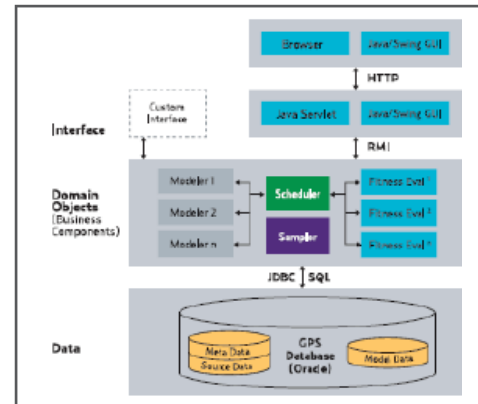 Browser
Java/Swing GUI
HTTP
Custom
Interface
Java Servlet
Java/Swing GUI
Interface
RMI
Domain
Objects
(Business
Components)
Modeler 1
Scheduler
Fitness Eval 1
Modeler 2
Fitness Eval 2
Sampler
Modeler n
Fitness Eval
JDBC
SQL
Data
GPS
Database
(Oracle)
Meta Data
Source Data
Model Data